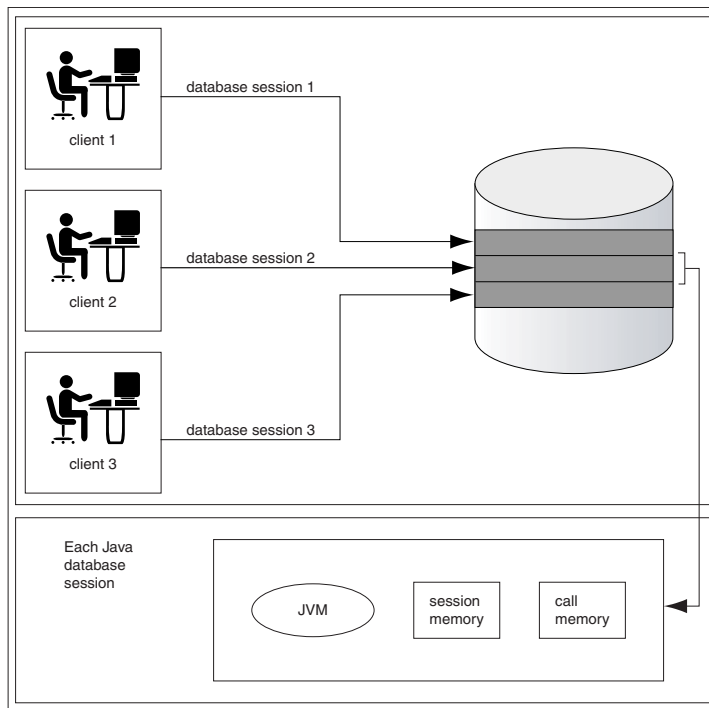 database session 1
client 1
database session 2
client 2
database session 3
client 3
Each Java
database
session
JVM
session
memory
call
memory